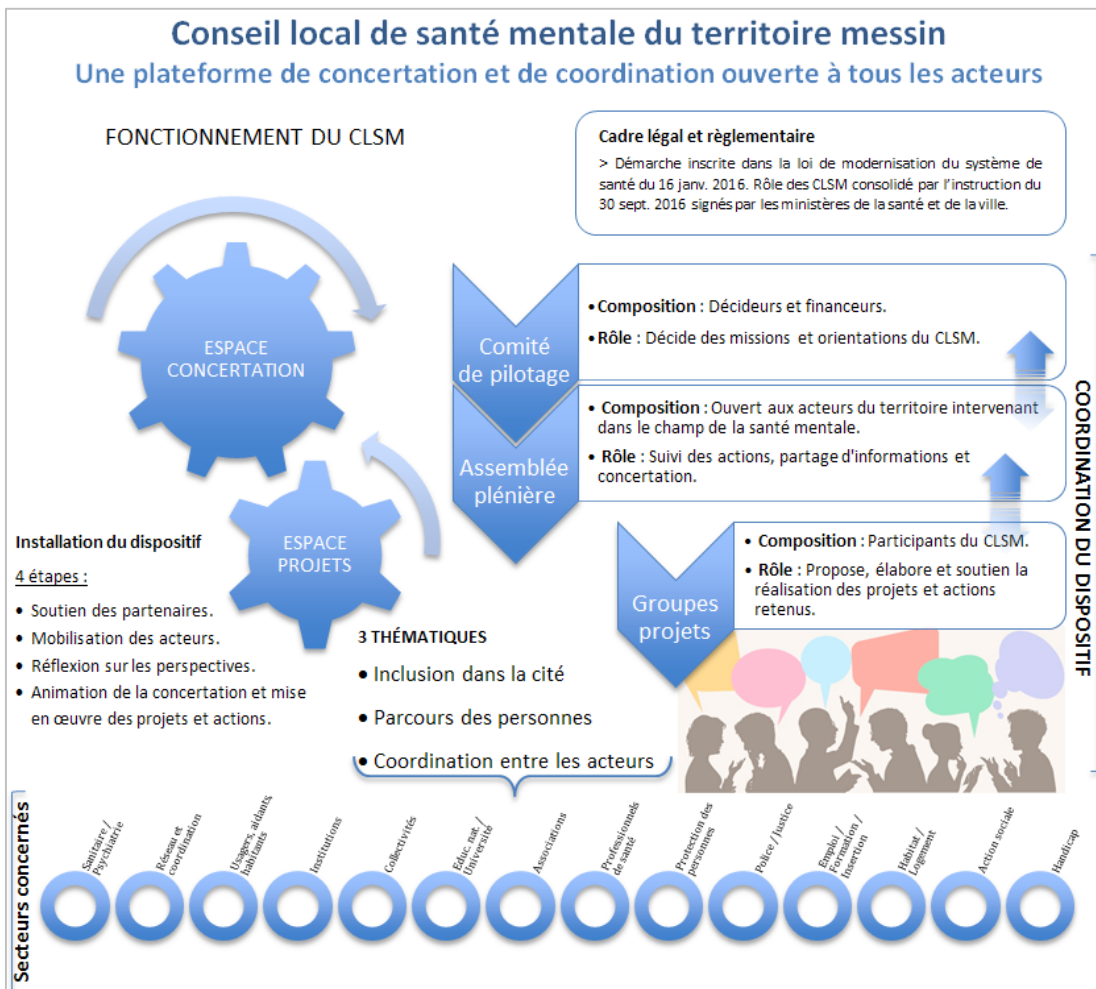 Conseil local de santé mentale du territoire messin
Une plateforme de concertation et de coordination ouverte à tous les acteurs
FONCTIONNEMENT DU CLSM
Cadre légal et règlementaire
> Démarche inscrite dans la loi de modernisation du système de
santé du 16 janv. 2016. Rôle des CLSM consolidé par l'instruction du
30 sept. 2016 signés par les ministères de la santé et de la ville.
ESPACE
CONCERTATION
ESPACE
PROJETS
Comité
de pilotage
• Composition : Décideurs et financeurs.
• Rôle : Décide des missions et orientations du CLSM.
Assemblée
plénière
• Composition : Ouvert aux acteurs du territoire intervenant
dans le champ de la santé mentale.
• Rôle : Suivi des actions, partage d'informations et
concertation.
Groupes
projets
• Composition : Participants du CLSM.
• Rôle : Propose, élabore et soutien la
réalisation des projets et actions
retenus.
COORDINATION DU DISPOSITIF
Installation du dispositif
4 étapes :
• Soutien des partenaires.
• Mobilisation des acteurs.
• Réflexion sur les perspectives.
• Animation de la concertation et mise
en œuvre des projets et actions.
3 THÉMATIQUES
• Inclusion dans la cité
• Parcours des personnes
• Coordination entre les acteurs
Secteurs concernés
Sanitaire /
Psychiatrie
Réseau et
coordination
Usagers, aidants,
habitants
Institutions
Collectivités
Educ. nat. /
Université
Associations
Professionnels
de santé
Protection des
personnes
Police / Justice
Emploi /
Formation /
Insertion
Habitat /
Logement
Action sociale
Handicap